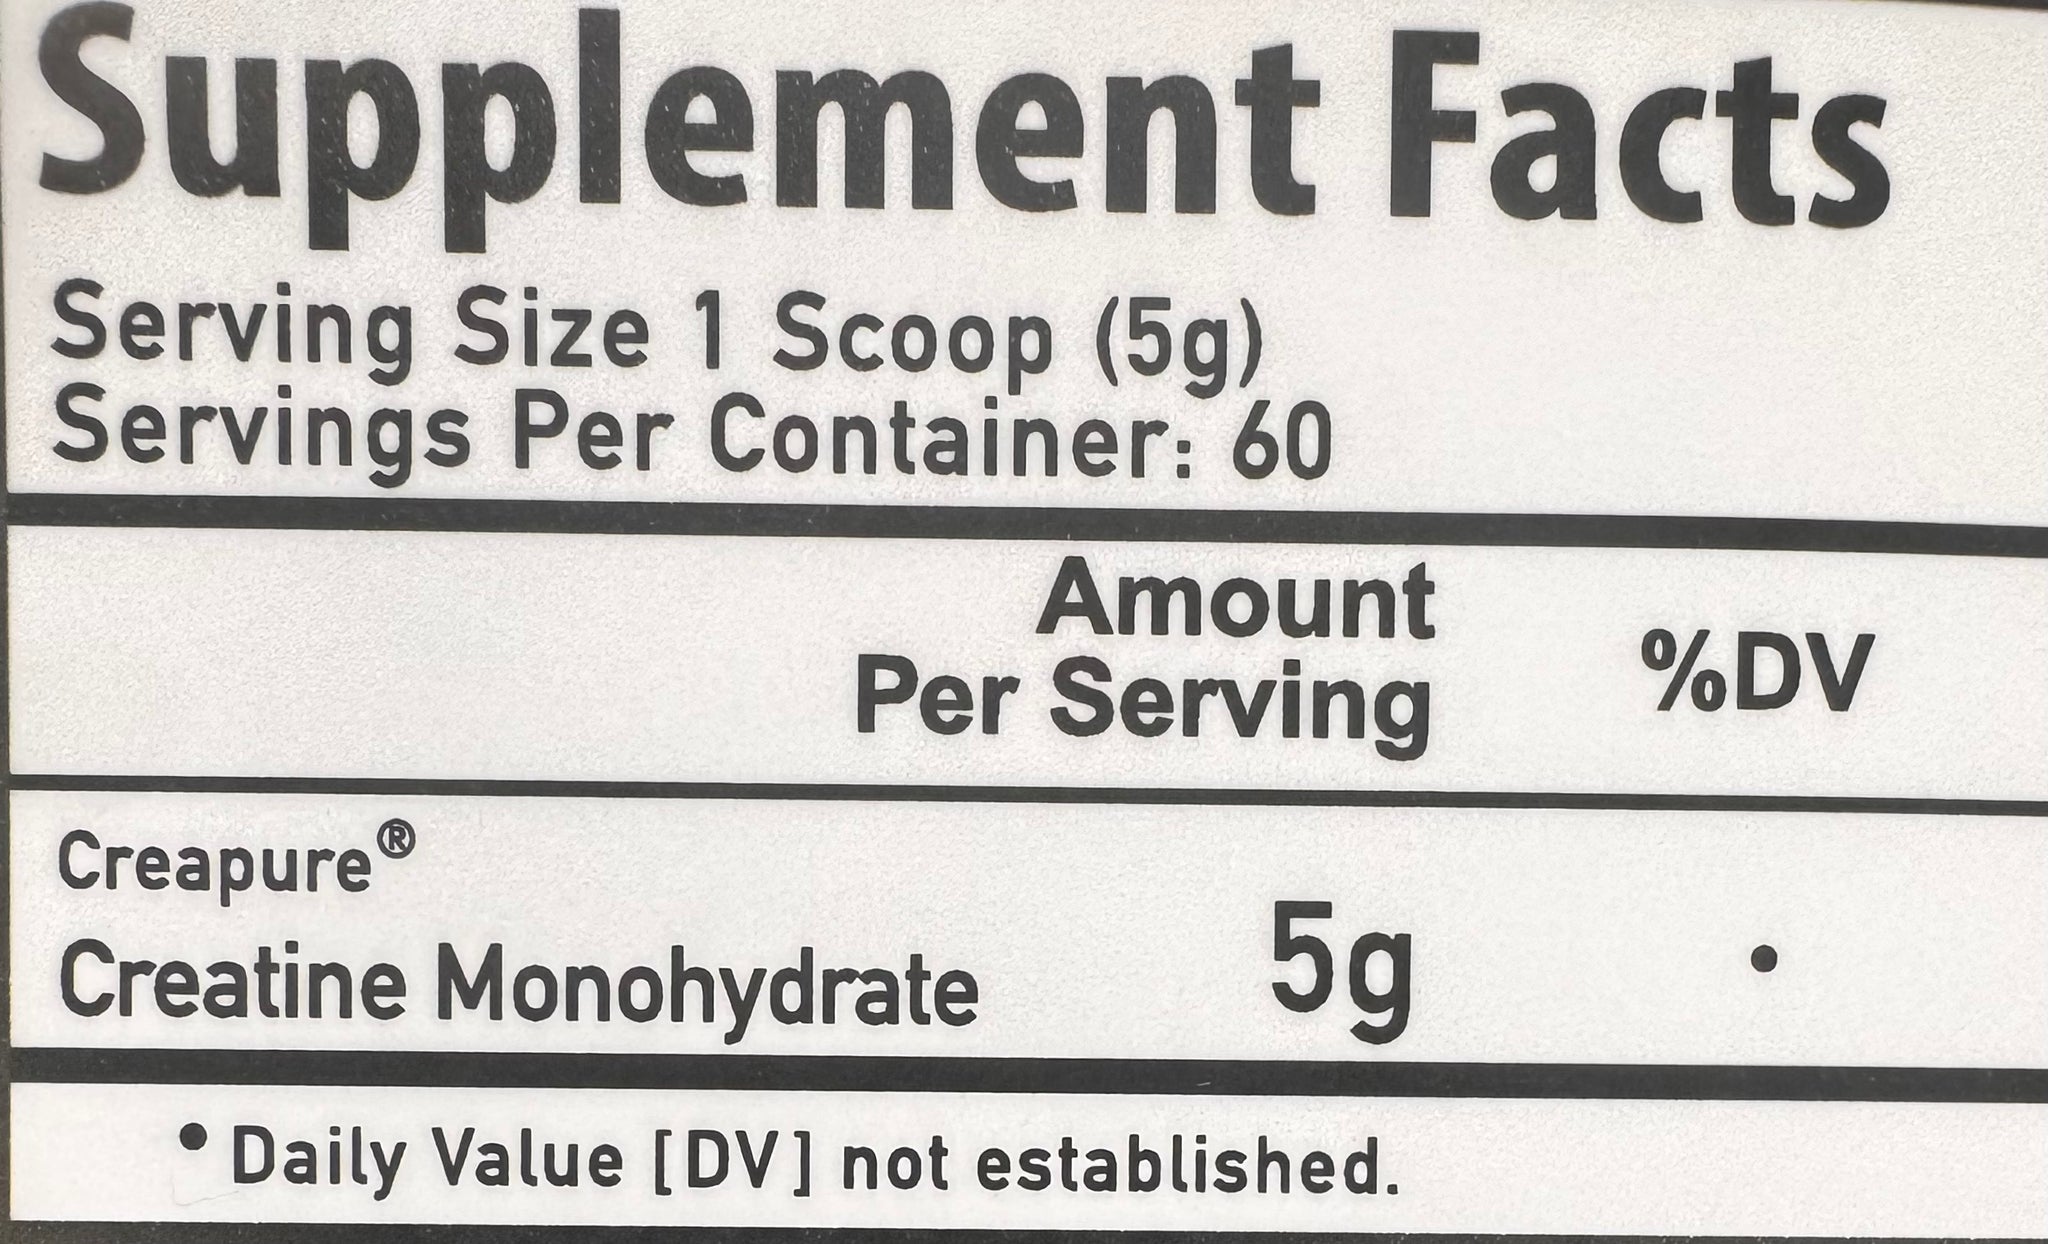 Supplement Facts
Serving Size 1 Scoop (5g)
Servings Per Container: 60
Amount
Per Serving
%DV
Creapure®
Creatine Monohydrate 5g •
• Daily Value [DV] not established.